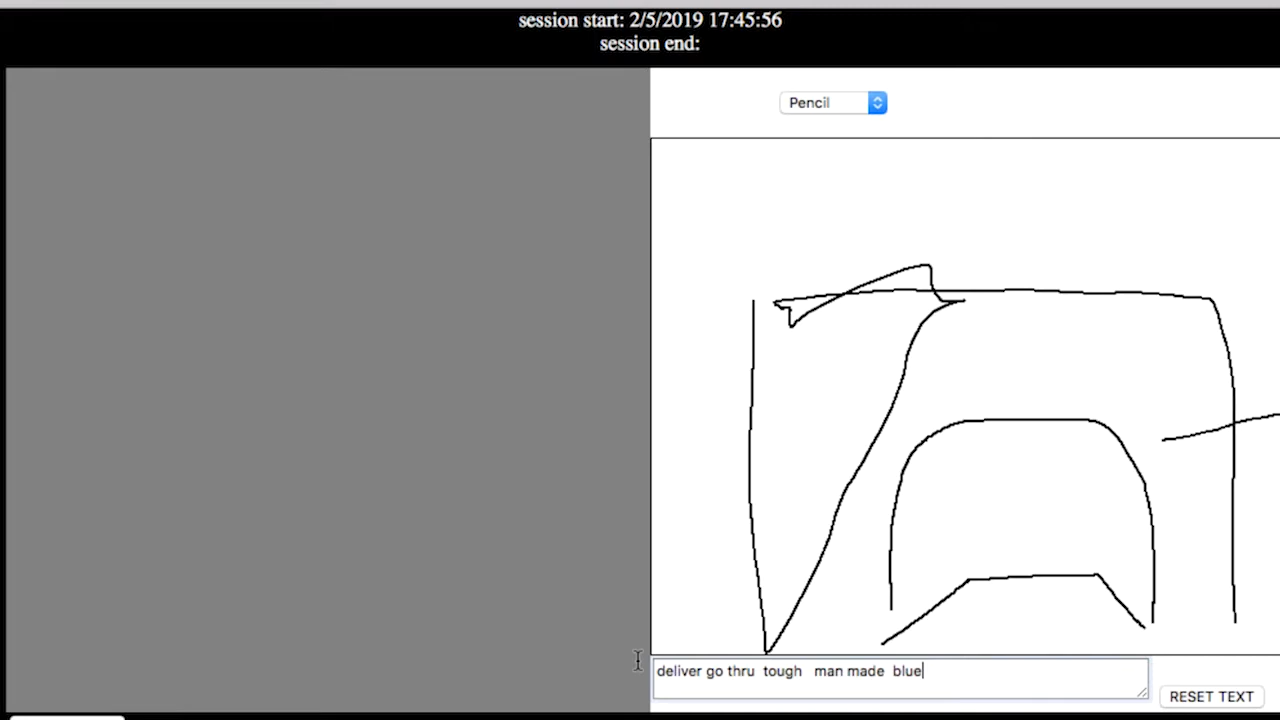 session start: 2/5/2019 17:45:56
session end:
Pencil
deliver go thru  tough   man made  blue
RESET TEXT